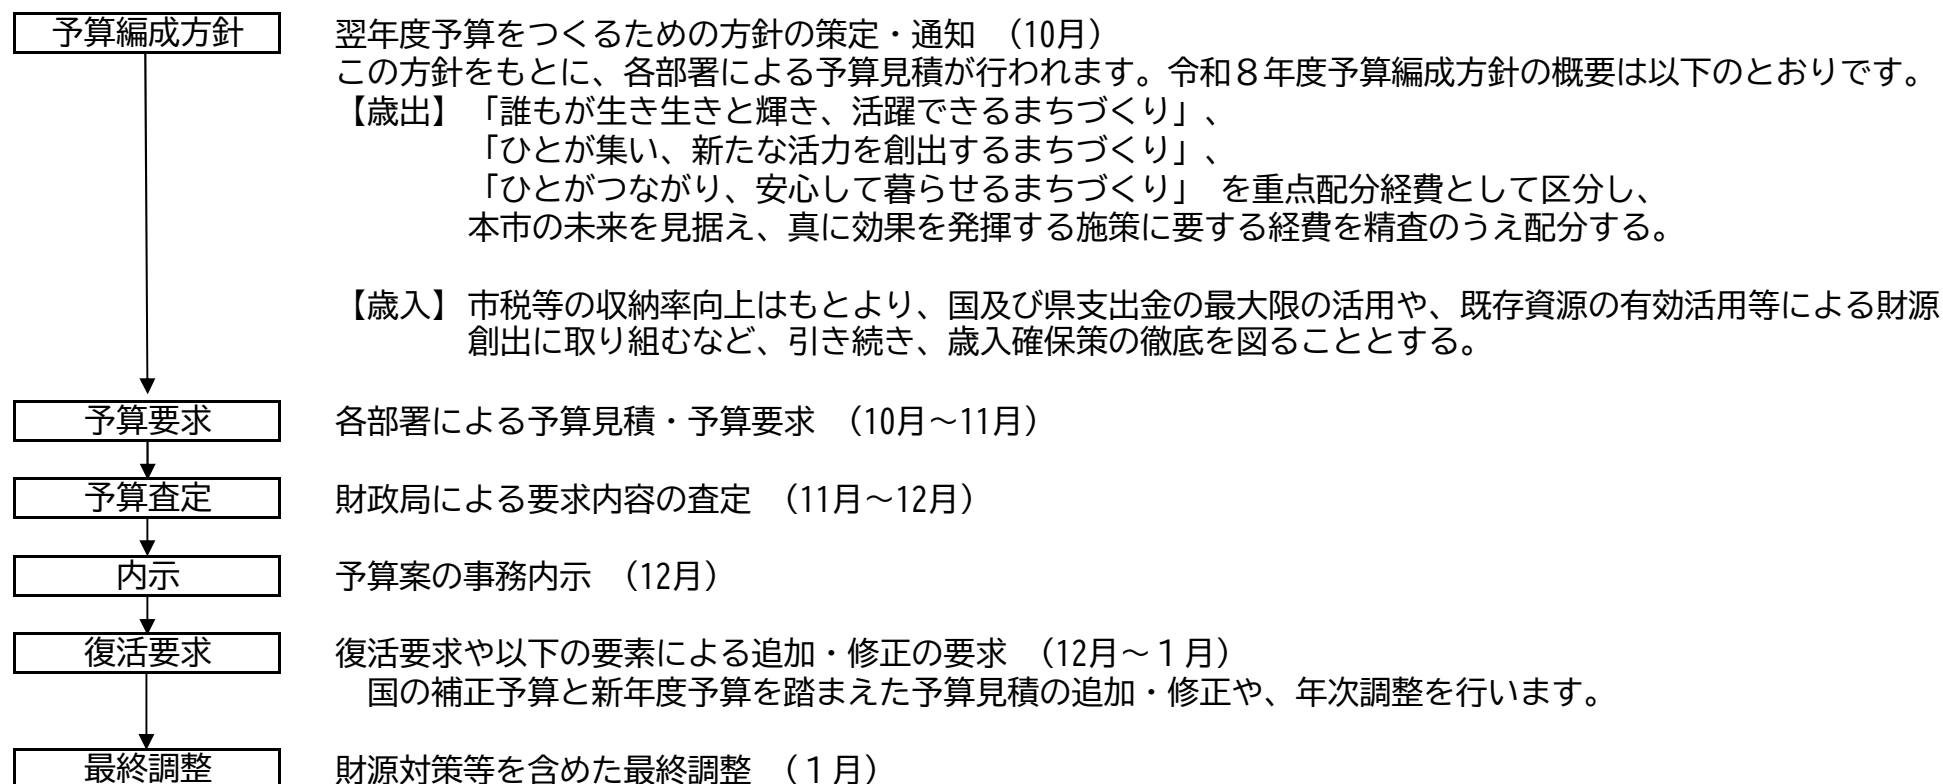 予算編成方針　翌年度予算をつくるための方針の策定・通知　（10月）
この方針をもとに、各部署による予算見積が行われます。令和８年度予算編成方針の概要は以下のとおりです。
【歳出】「誰もが生き生きと輝き、活躍できるまちづくり」、
「ひとが集い、新たな活力を創出するまちづくり」、
「ひとがつながり、安心して暮らせるまちづくり」 を重点配分経費として区分し、
本市の未来を見据え、真に効果を発揮する施策に要する経費を精査のうえ配分する。
【歳入】市税等の収納率向上はもとより、国及び県支出金の最大限の活用や、既存資源の有効活用等による財源
創出に取り組むなど、引き続き、歳入確保策の徹底を図ることとする。
予算要求　各部署による予算見積・予算要求　（10月～11月）
予算査定　財政局による要求内容の査定　（11月～12月）
内示　予算案の事務内示　（12月）
復活要求　復活要求や以下の要素による追加・修正の要求　（12月～１月）
国の補正予算と新年度予算を踏まえた予算見積の追加・修正や、年次調整を行います。
最終調整　財源対策等を含めた最終調整　（１月）